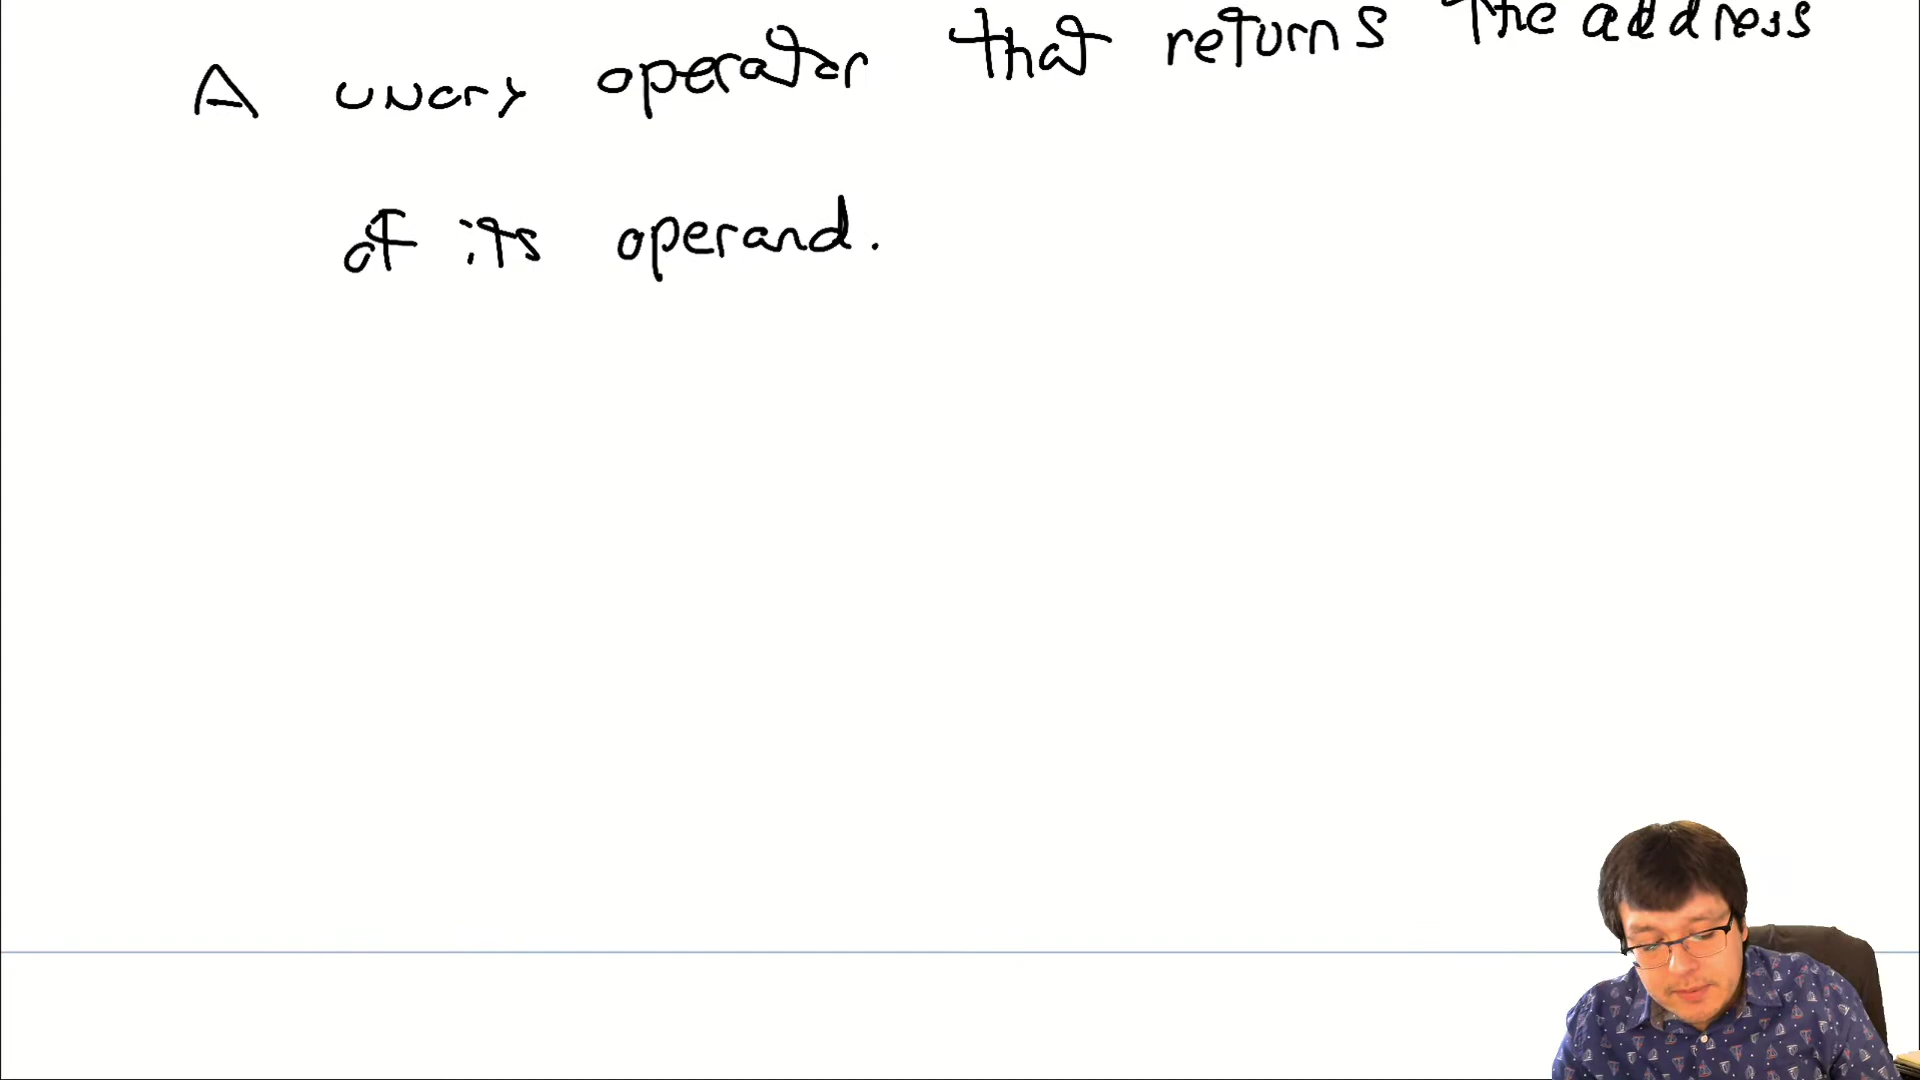 A unary operator that returns the address
of its operand.